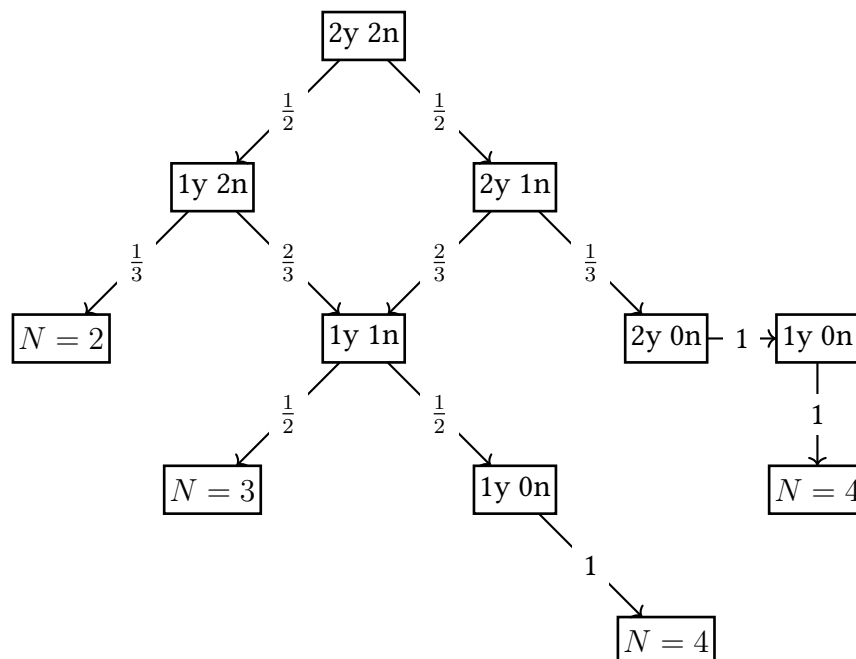 2y 2n
1/2 1/2
1y 2n 2y 1n
1/3 2/3 2/3 1/3
N = 2 1y 1n 2y 0n 1 1y 0n
1/2 1/2 1
N = 3 1y 0n N = 4
1
N = 4